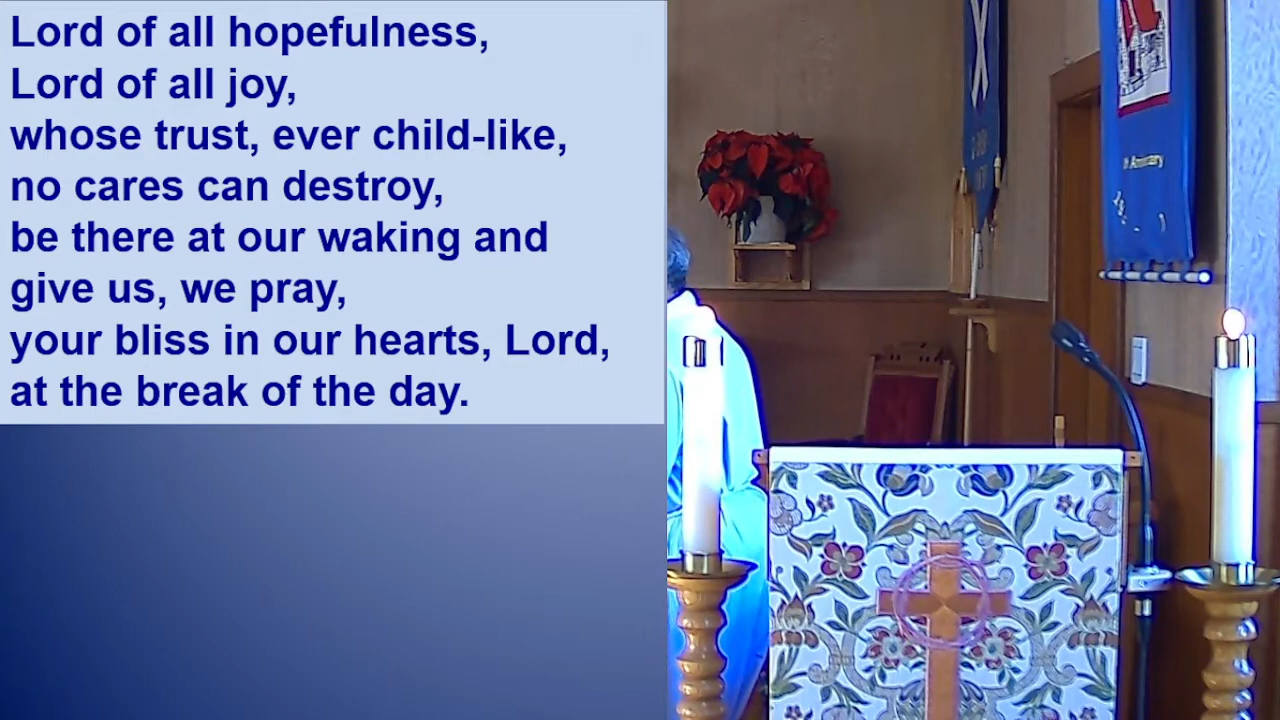 Lord of all hopefulness,
Lord of all joy,
whose trust, ever child-like,
no cares can destroy,
be there at our waking and
give us, we pray,
your bliss in our hearts, Lord,
at the break of the day.